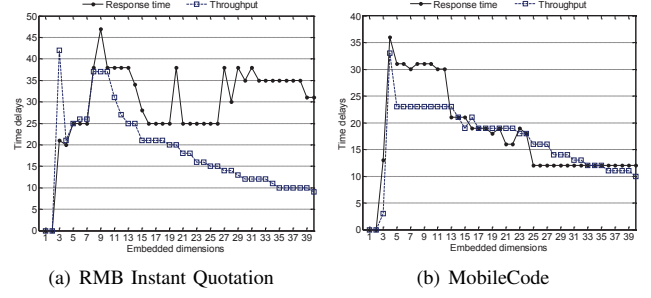 Response time Throughput
50
45
40
35
30
25
20
15
10
5
0
Time delays
1 3 5 7 9 11 13 15 17 19 21 23 25 27 29 31 33 35 37 39
Embedded dimensions
(a) RMB Instant Quotation
Response time Throughput
40
35
30
25
20
15
10
5
0
Time delays
1 3 5 7 9 11 13 15 17 19 21 23 25 27 29 31 33 35 37 39
Embedded dimensions
(b) MobileCode